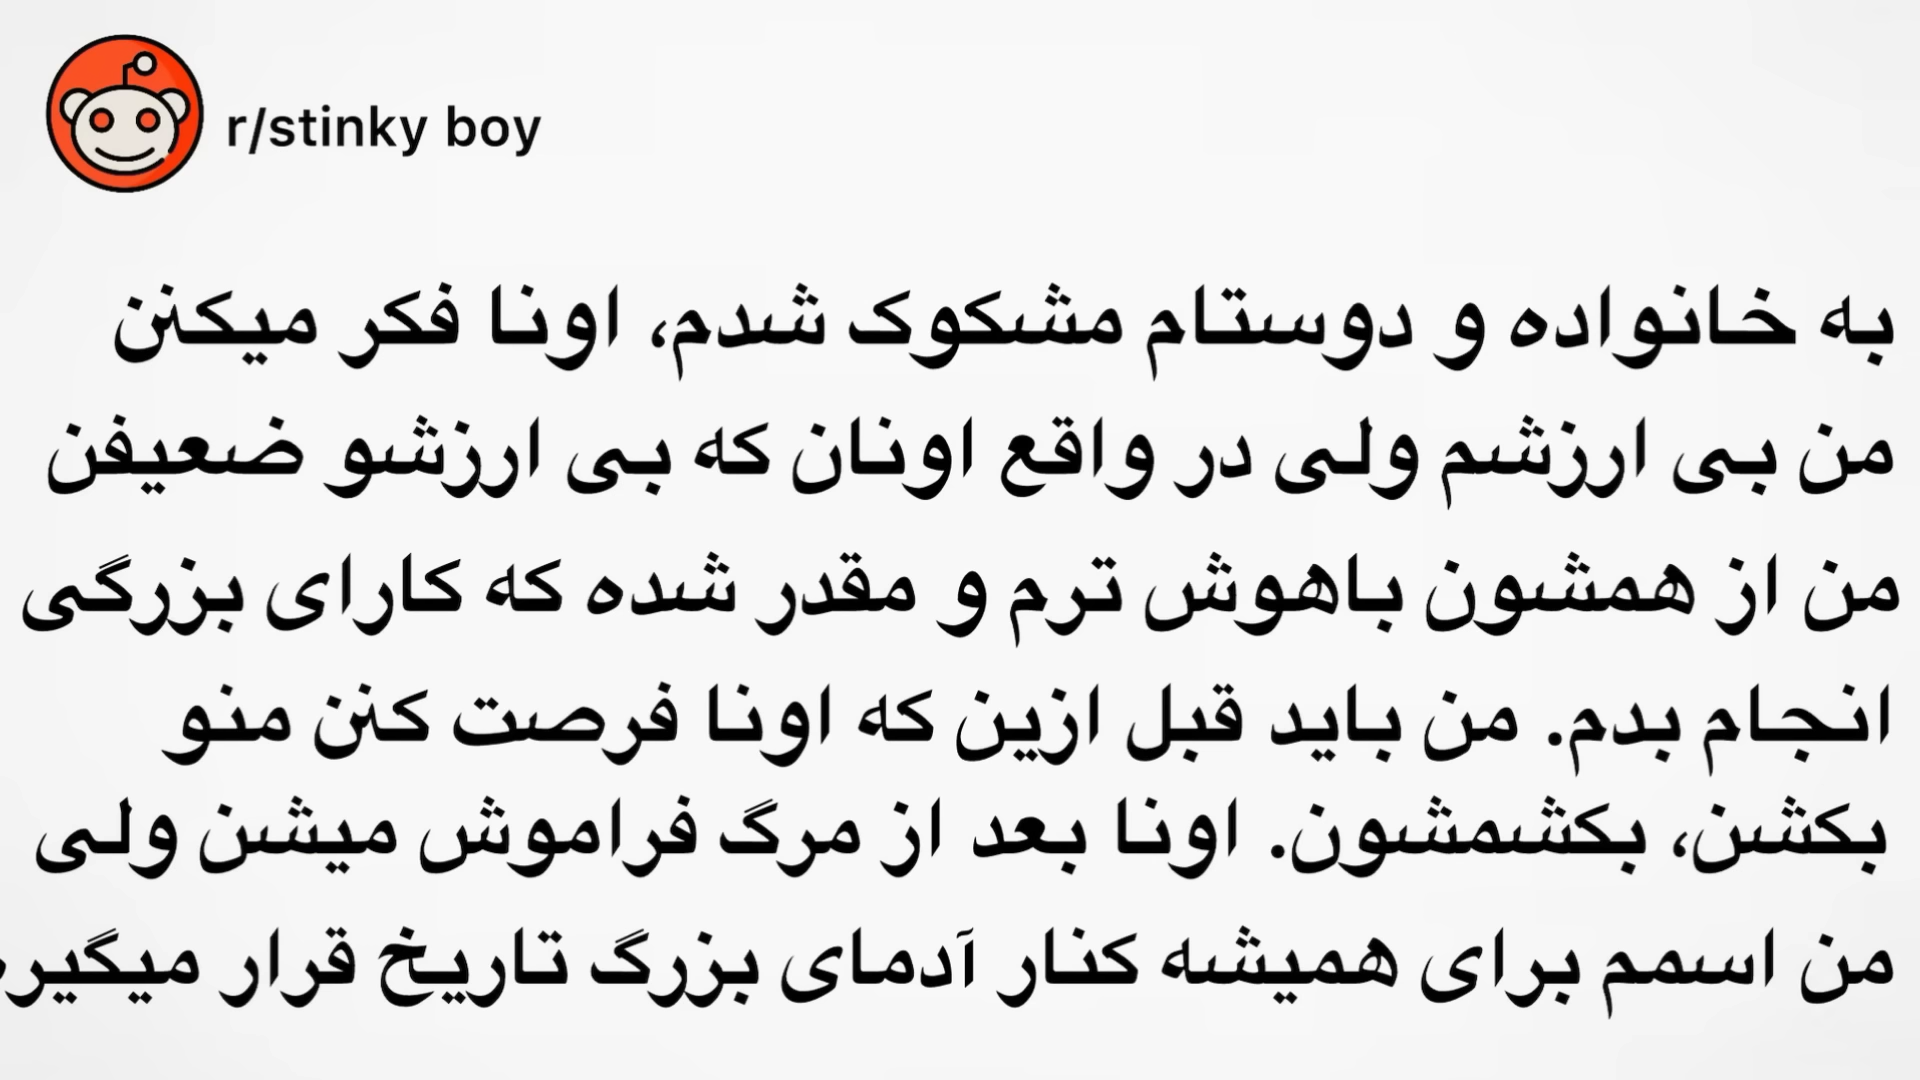 r/stinky boy
به خانواده و دوستام مشکوک شدم، اونا فکر میکنن
من بی ارزشم ولی در واقع اونان که بی ارزشو ضعیفن
من از همشون باهوش ترم و مقدر شده که کارای بزرگی
انجام بدم. من باید قبل ازین که اونا فرصت کنن منو
بکشن، بکشمشون. اونا بعد از مرگ فراموش میشن ولی
من اسمم برای همیشه کنار آدمای بزرگ تاریخ قرار